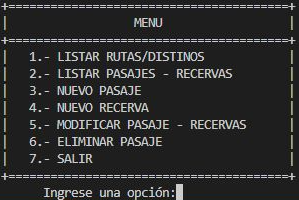 +=====================================+
| MENU |
+=====================================+
| 1.- LISTAR RUTAS/DISTINOS |
| 2.- LISTAR PASAJES - RECERVAS |
| 3.- NUEVO PASAJE |
| 4.- NUEVO RECERVA |
| 5.- MODIFICAR PASAJE - RECERVAS |
| 6.- ELIMINAR PASAJE |
| 7.- SALIR |
+=====================================+
Ingrese una opción: